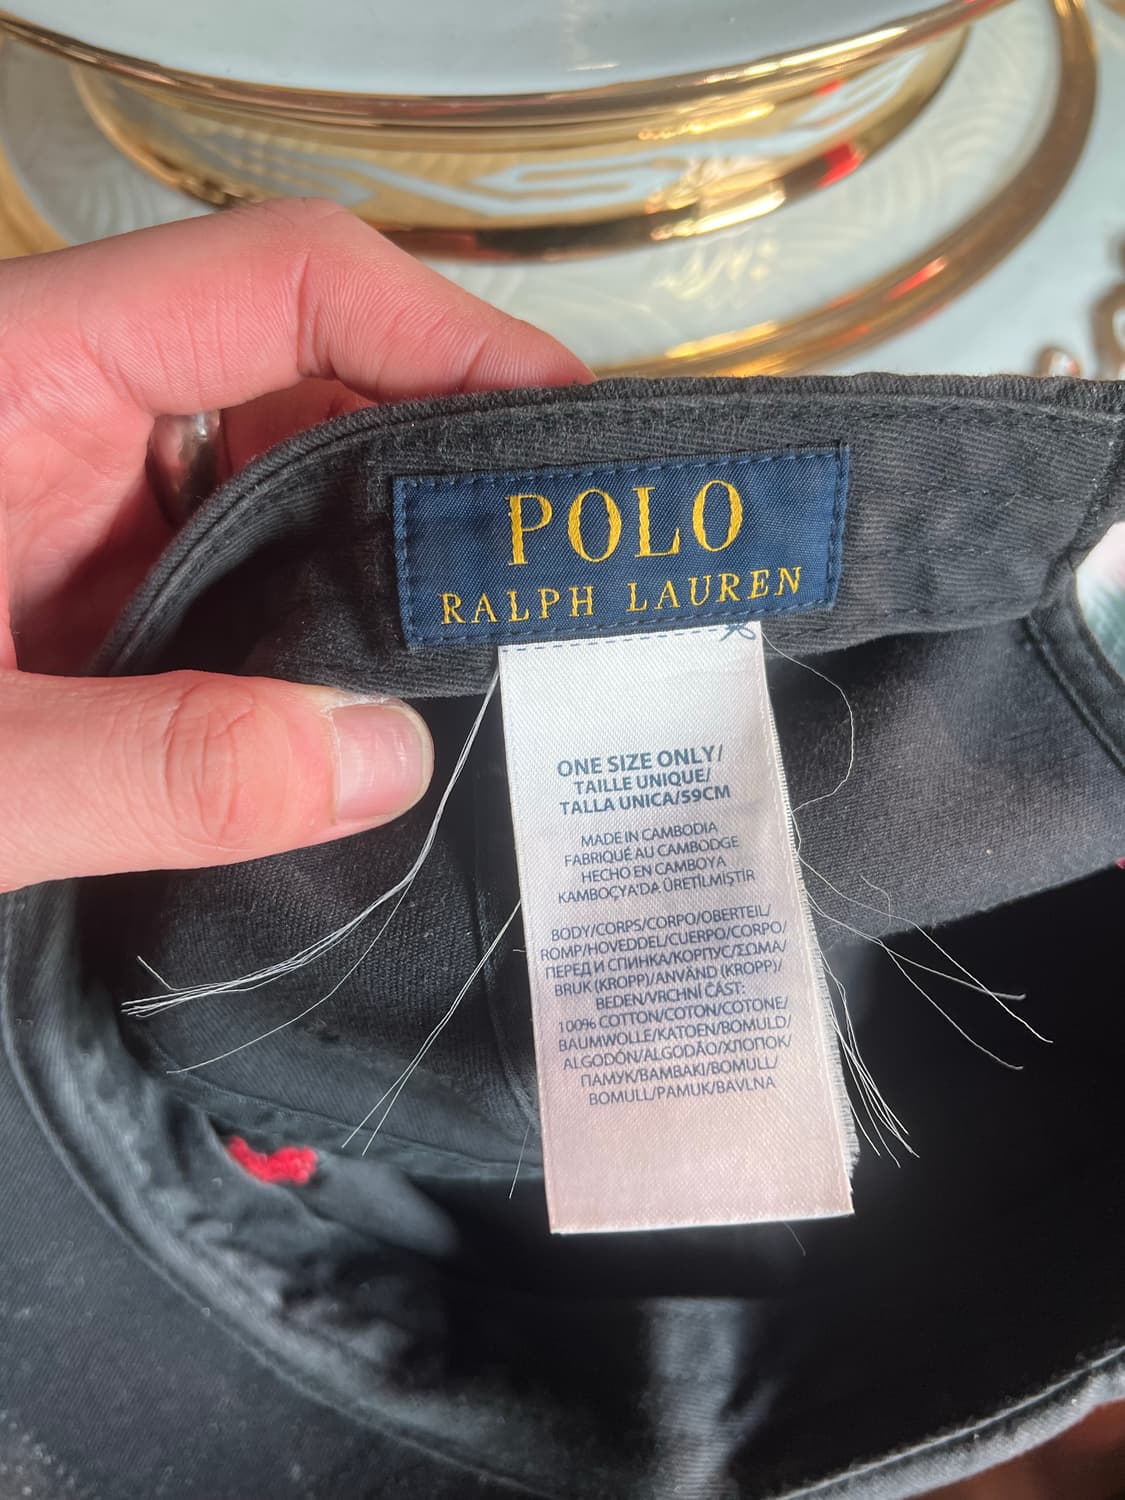 POLO
RALPH LAUREN
ONE SIZE ONLY/
TAILLE UNIQUE/
TALLA UNICA/59CM
MADE IN CAMBODIA
FABRIQUÉ AU CAMBODGE
HECHO EN CAMBOYA
KAMBOÇYA'DA ÜRETİLMİŞTİR
BODY/CORPS/CORPO/OBERTEIL/
ROMP/HOVEDDEL/CUERPO/CORPO/
ПЕРЕД И СПИНКА/КОРПУС/ΣΩΜΑ/
BRUK (KROPP)/ANVÄND (KROPP)/
BEDEN/VRCHNÍ ČÁST:
100% COTTON/COTON/COTONE/
BAUMWOLLE/KATOEN/BOMULD/
ALGODÓN/ALGODÃO/ХЛОПОК/
ПАМУК/BAMBAKI/BOMULL/
BOMULL/PAMUK/BAVLNA